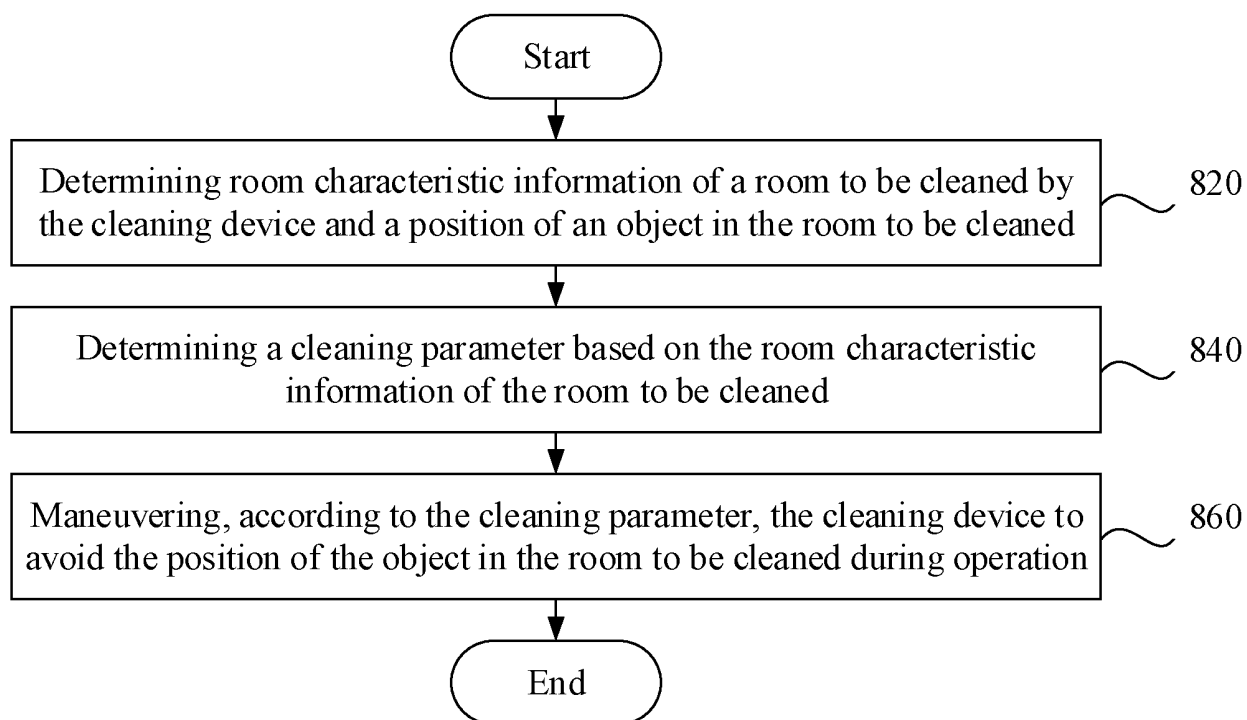 Start
Determining room characteristic information of a room to be cleaned by
the cleaning device and a position of an object in the room to be cleaned
820
Determining a cleaning parameter based on the room characteristic
information of the room to be cleaned
840
Maneuvering, according to the cleaning parameter, the cleaning device to
avoid the position of the object in the room to be cleaned during operation
860
End